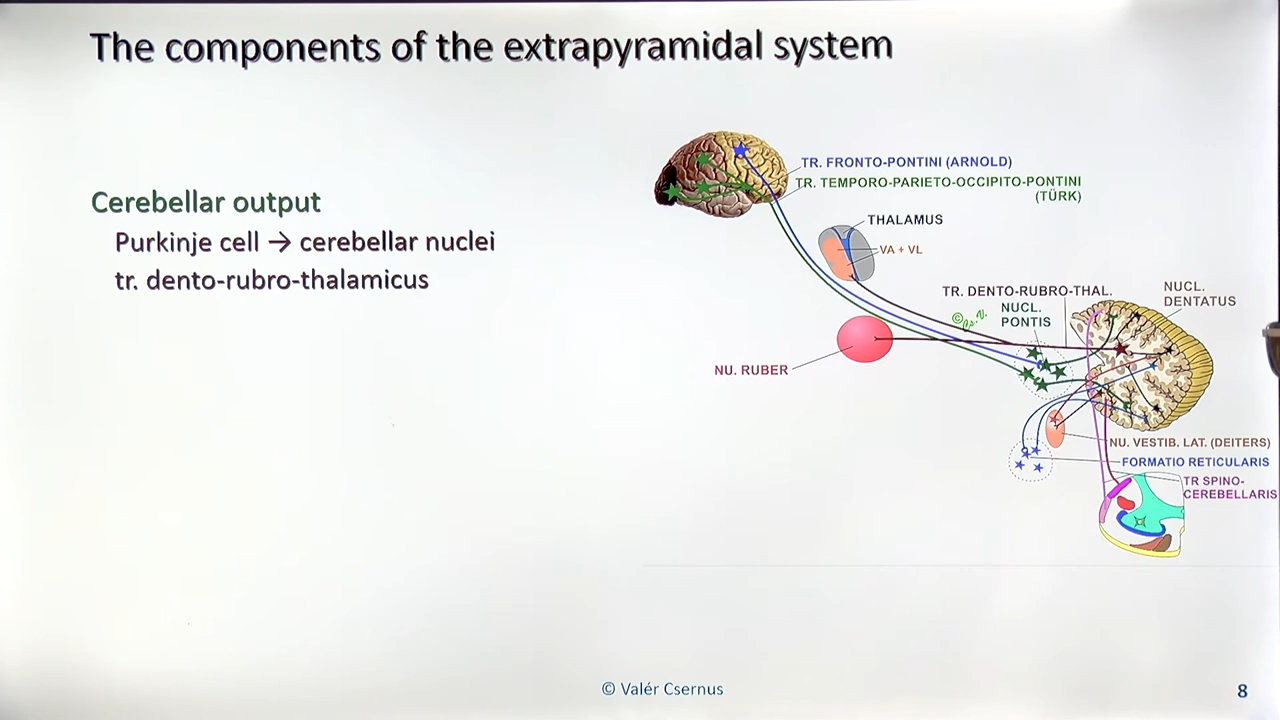 The components of the extrapyramidal system
Cerebellar output
Purkinje cell → cerebellar nuclei
tr. dento-rubro-thalamicus
TR. FRONTO-PONTINI (ARNOLD)
TR. TEMPORO-PARIETO-OCCIPITO-PONTINI
(TÜRK)
THALAMUS
VA + VL
TR. DENTO-RUBRO-THAL.
NUCL.
PONTIS
NUCL.
DENTATUS
NU. RUBER
NU. VESTIB. LAT. (DEITERS)
FORMATIO RETICULARIS
TR SPINO-
CEREBELLARIS
© Valér Csernus
8